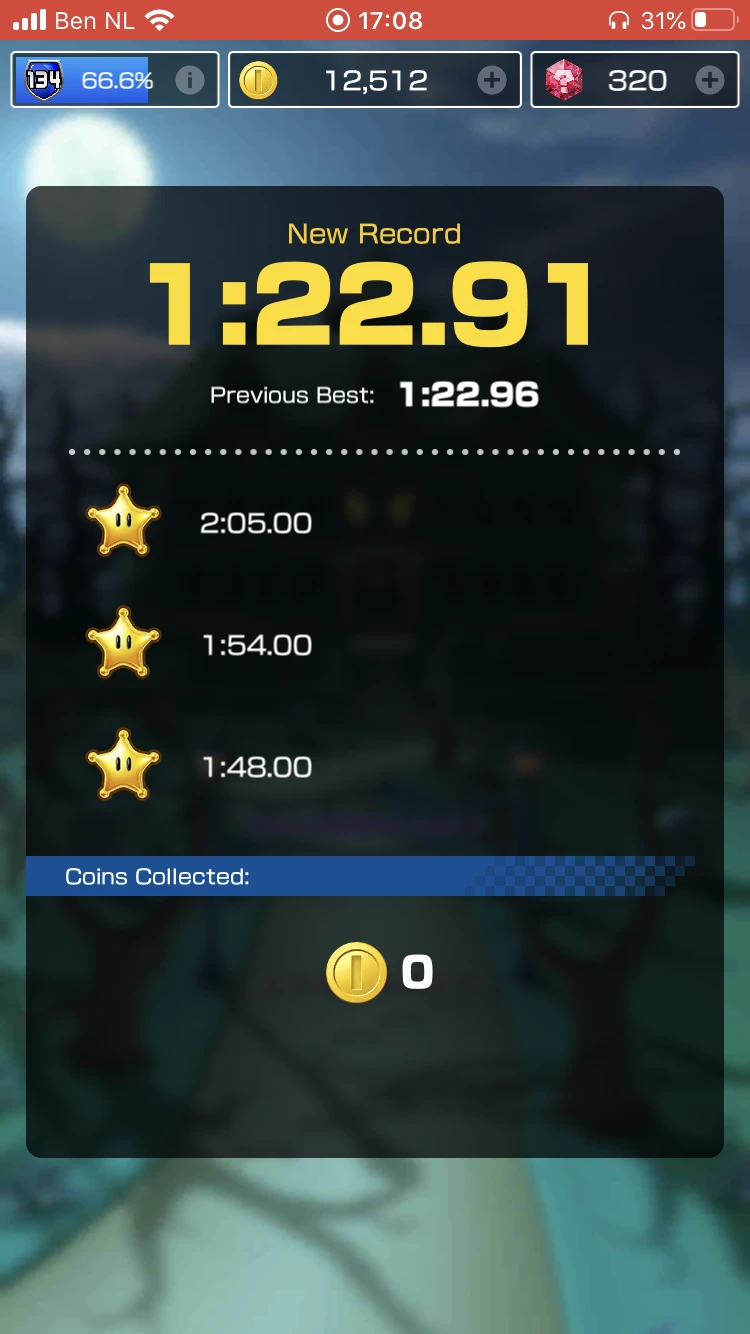 Ben NL 17:08 31%
134 66.6% i 12,512 + ? 320 +
New Record
1:22.91
Previous Best: 1:22.96
2:05.00
1:54.00
1:48.00
Coins Collected:
0